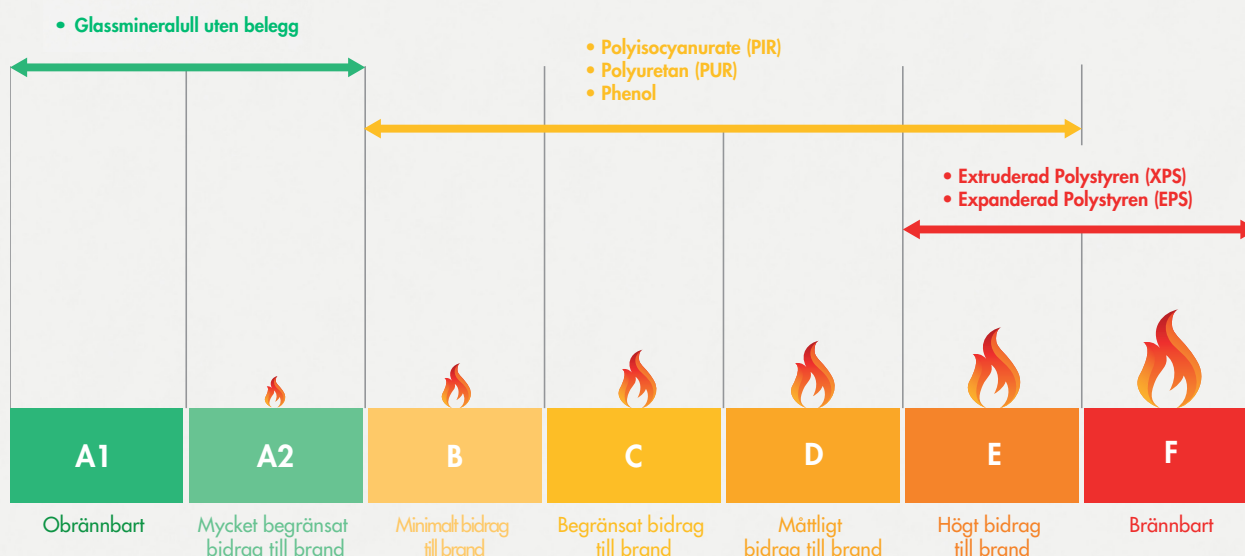 • Glassmineralull uten belegg
• Polyisocyanurate (PIR)
• Polyuretan (PUR)
• Phenol
• Extruderad Polystyren (XPS)
• Expanderad Polystyren (EPS)
A1
A2
B
C
D
E
F
Obrännbart
Mycket begränsat
bidrag till brand
Minimalt bidrag
till brand
Begränsat bidrag
till brand
Måttligt
bidrag till brand
Högt bidrag
till brand
Brännbart